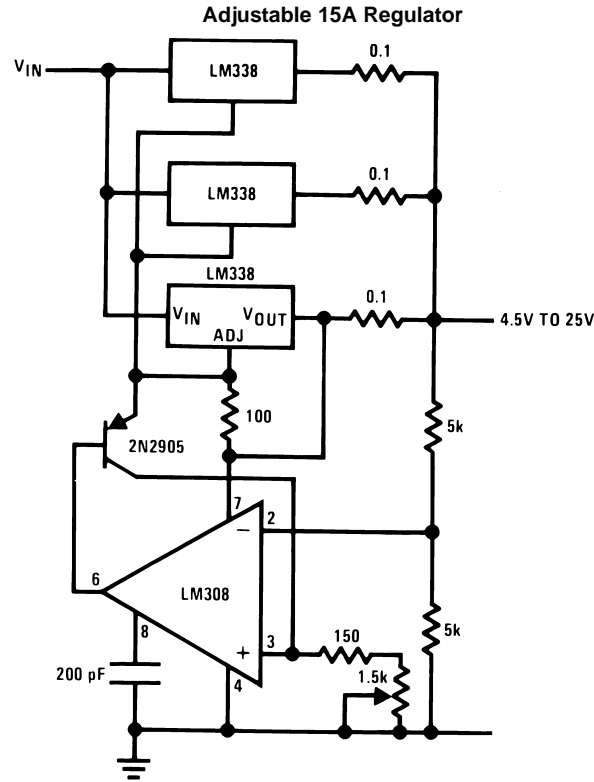 Adjustable 15A Regulator
VIN
LM338
0.1
LM338
0.1
LM338
VIN
VOUT
ADJ
0.1
4.5V TO 25V
100
5k
2N2905
7
2
−
6
LM308
8
+
3
150
5k
1.5k
200 pF
4